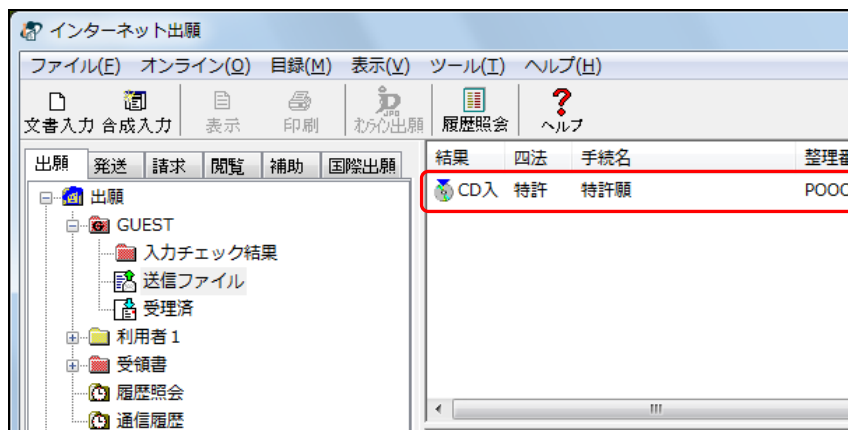 インターネット出願
ファイル(F) オンライン(O) 目録(M) 表示(V) ツール(T) ヘルプ(H)
文書入力 合成入力 表示 印刷 オンライン出願 履歴照会 ヘルプ
出願 発送 請求 閲覧 補助 国際出願
結果 四法 手続名 整理番
CD入 特許 特許願 P000
出願
GUEST
入力チェック結果
送信ファイル
受理済
利用者1
受領書
履歴照会
通信履歴